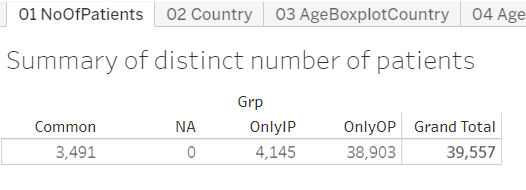 01 NoOfPatients 02 Country 03 AgeBoxplotCountry 04 Age
Summary of distinct number of patients
Grp
Common NA OnlyIP OnlyOP Grand Total
3,491 0 4,145 38,903 39,557